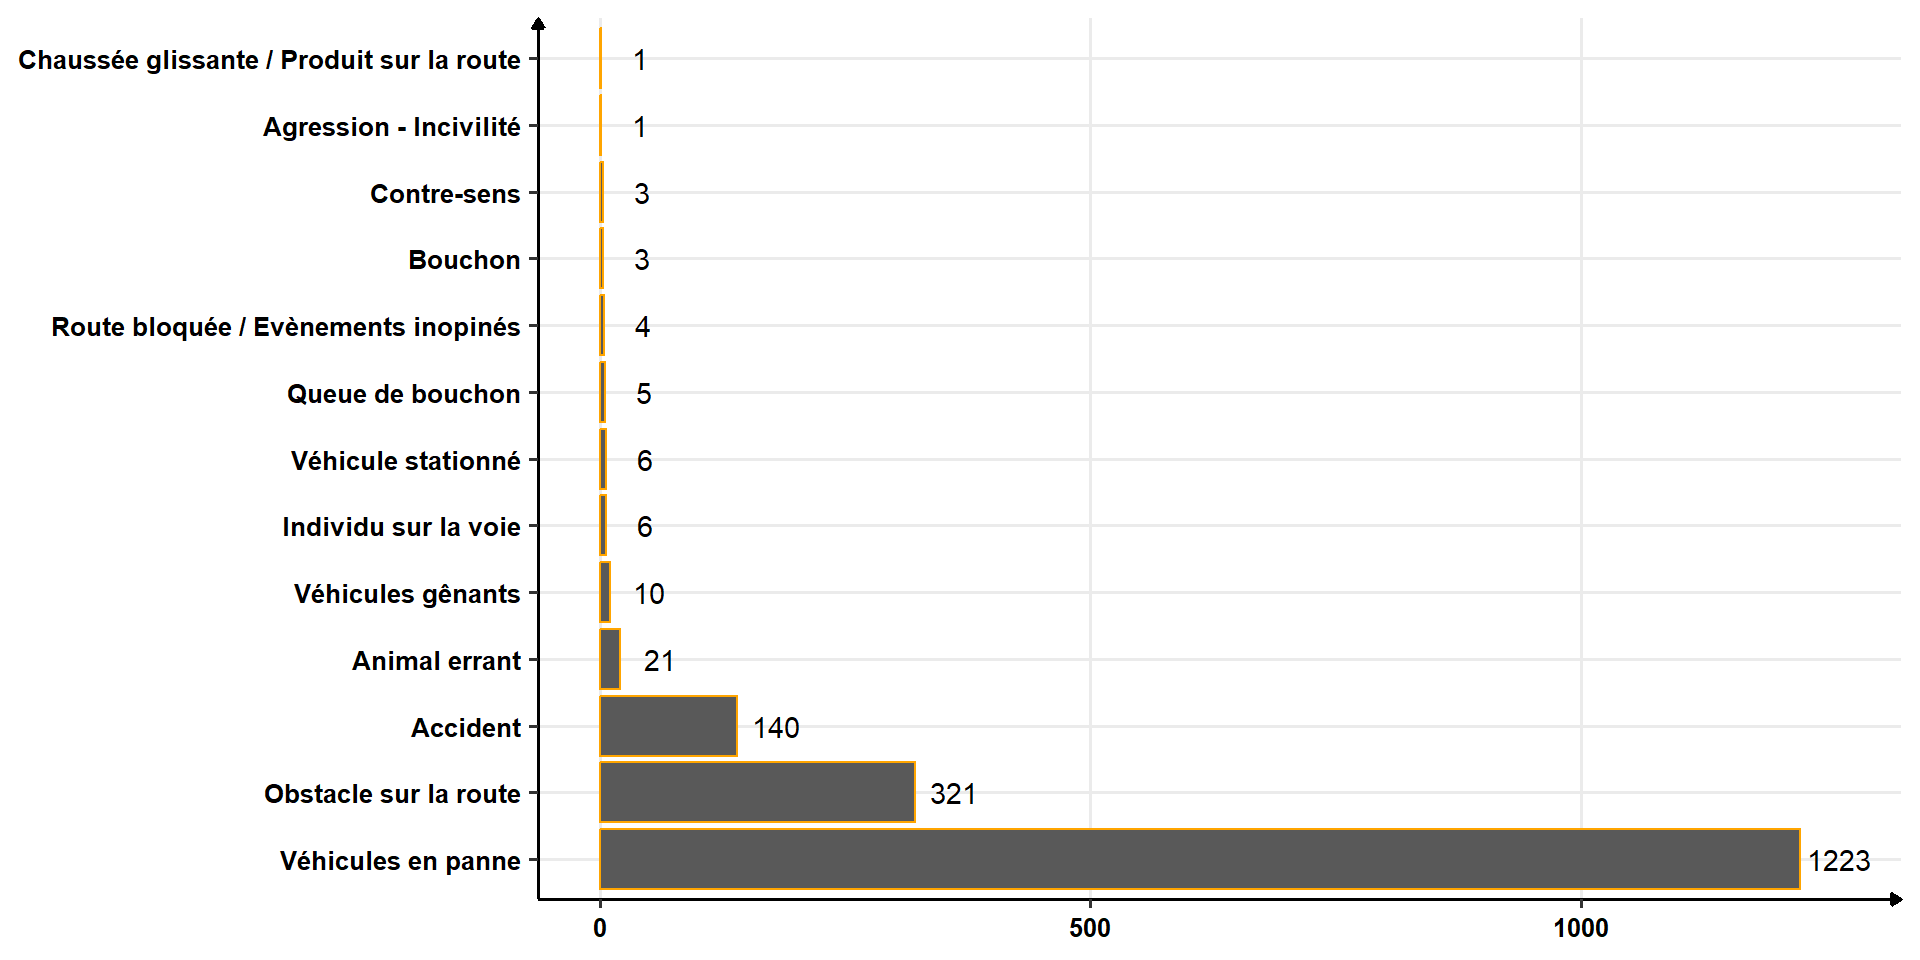 Chaussée glissante / Produit sur la route 1
Agression - Incivilité 1
Contre-sens 3
Bouchon 3
Route bloquée / Evènements inopinés 4
Queue de bouchon 5
Véhicule stationné 6
Individu sur la voie 6
Véhicules gênants 10
Animal errant 21
Accident 140
Obstacle sur la route 321
Véhicules en panne 1223
0 500 1000